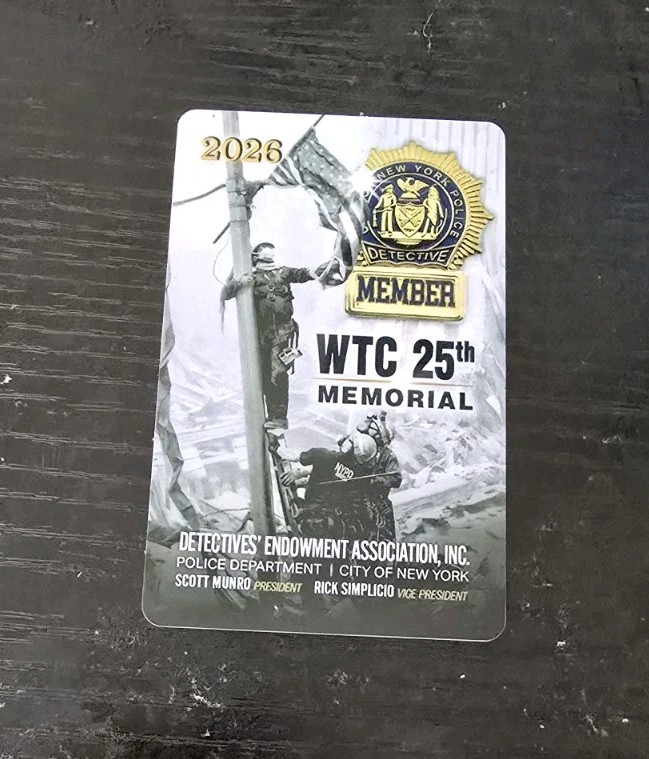 2026
NEW YORK POLICE
DETECTIVE
MEMBER
WTC 25th
MEMORIAL
NYPD
DETECTIVES' ENDOWMENT ASSOCIATION, INC.
POLICE DEPARTMENT | CITY OF NEW YORK
SCOTT MUNRO PRESIDENT RICK SIMPLICIO VICE PRESIDENT